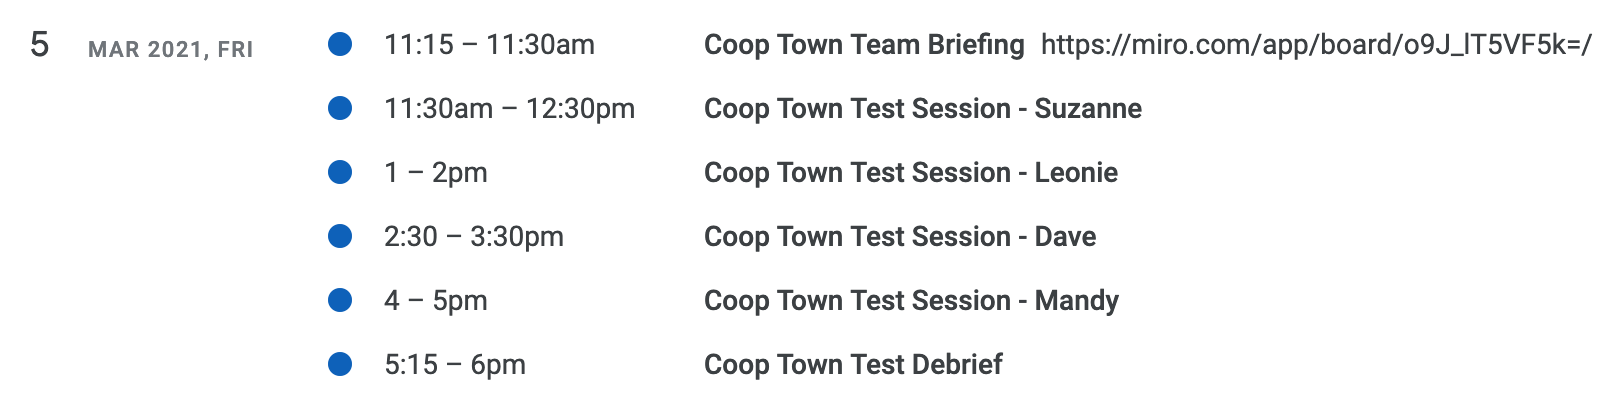 5 MAR 2021, FRI 11:15 – 11:30am Coop Town Team Briefing https://miro.com/app/board/o9J_lT5VF5k=/
11:30am – 12:30pm Coop Town Test Session - Suzanne
1 – 2pm Coop Town Test Session - Leonie
2:30 – 3:30pm Coop Town Test Session - Dave
4 – 5pm Coop Town Test Session - Mandy
5:15 – 6pm Coop Town Test Debrief